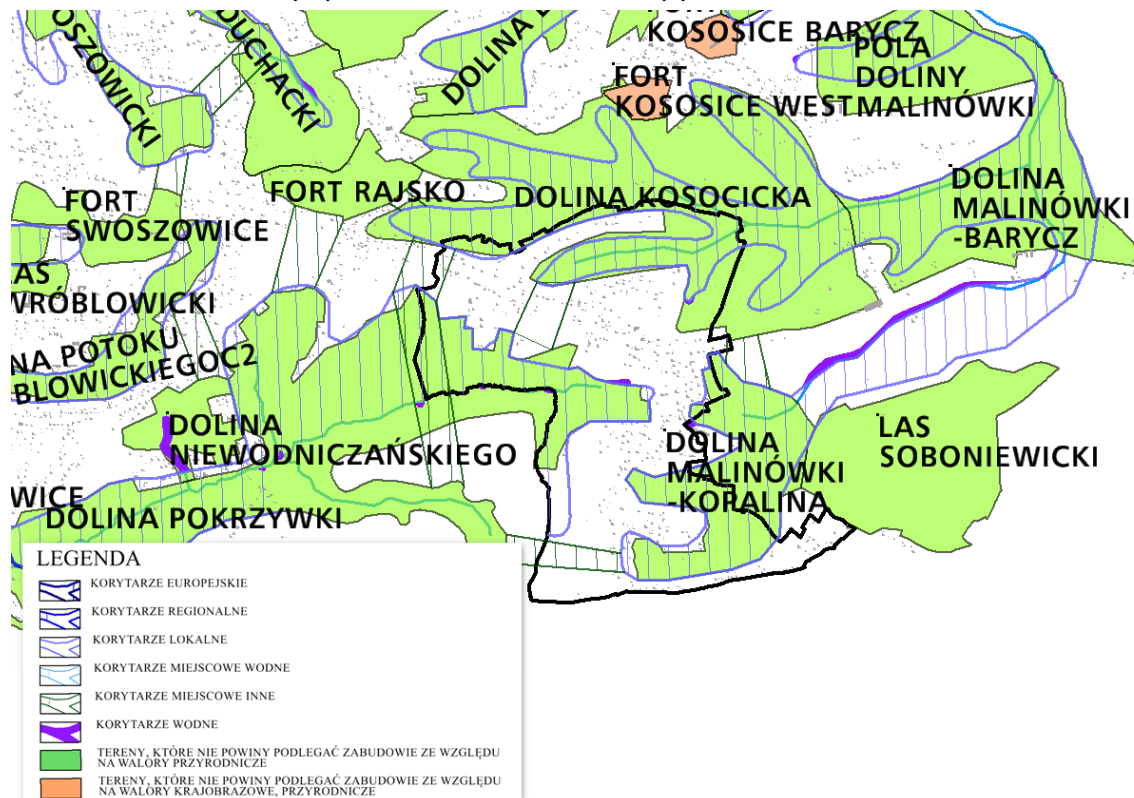 KOSOSICE BARYCZ
SZOWICKI
DUCHACKI
DOLINA
POLA
DOLINY
MALINÓWKI
FORT
KOSOSICE WEST
FORT RAJSKO
DOLINA KOSOCICKA
DOLINA
MALINÓWKI
-BARYCZ
FORT
SWOSZOWICE
LAS
WRÓBLOWICKI
NA POTOKU
BLOWICKIEGOC2
DOLINA
NIEWODNICZAŃSKIEGO
DOLINA
MALINÓWKI
-KOPALINA
LAS
SOBONIEWICKI
WICE
DOLINA POKRZYWKI
LEGENDA
KORYTARZE EUROPEJSKIE
KORYTARZE REGIONALNE
KORYTARZE LOKALNE
KORYTARZE MIEJSCOWE WODNE
KORYTARZE MIEJSCOWE INNE
KORYTARZE WODNE
TERENY, KTÓRE NIE POWINY PODLEGAĆ ZABUDOWIE ZE WZGLĘDU
NA WALORY PRZYRODNICZE
TERENY, KTÓRE NIE POWINY PODLEGAĆ ZABUDOWIE ZE WZGLĘDU
NA WALORY KRAJOBRAZOWE, PRZYRODNICZE